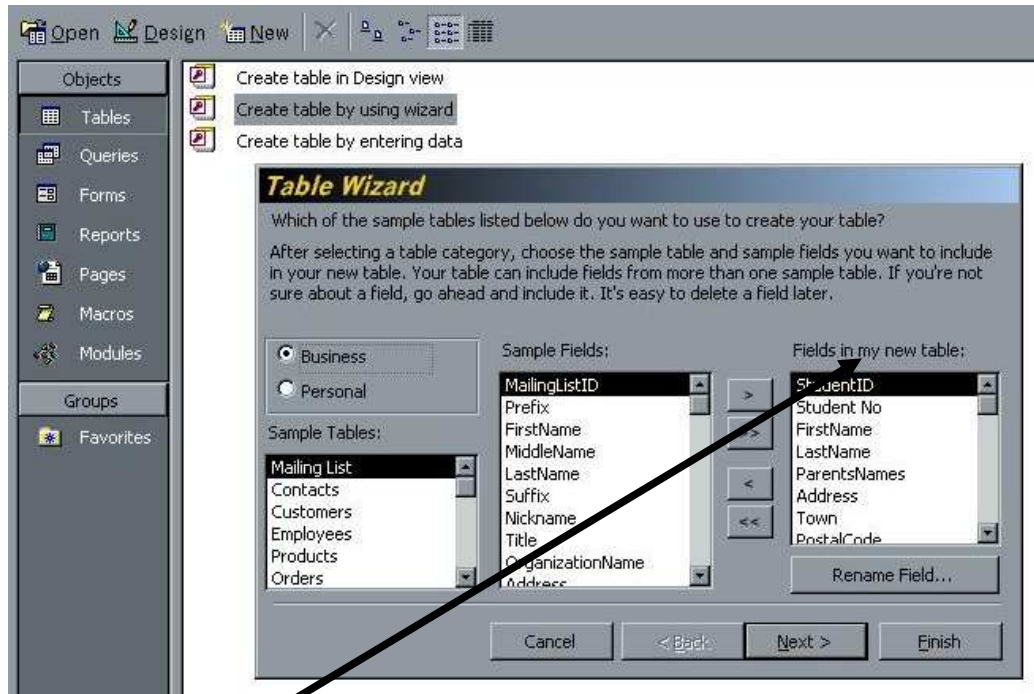 Open Design New
Objects
Tables
Queries
Forms
Reports
Pages
Macros
Modules
Groups
Favorites
Create table in Design view
Create table by using wizard
Create table by entering data
Table Wizard
Which of the sample tables listed below do you want to use to create your table?
After selecting a table category, choose the sample table and sample fields you want to include
in your new table. Your table can include fields from more than one sample table. If you're not
sure about a field, go ahead and include it. It's easy to delete a field later.
Business
Personal
Sample Tables:
Mailing List
Contacts
Customers
Employees
Products
Orders
Sample Fields:
MailingListID
Prefix
FirstName
MiddleName
LastName
Suffix
Nickname
Title
OrganizationName
Address
>
>>
<
<<
Fields in my new table:
StudentID
Student No
FirstName
LastName
ParentsNames
Address
Town
PostalCode
Rename Field...
Cancel < Back Next > Finish